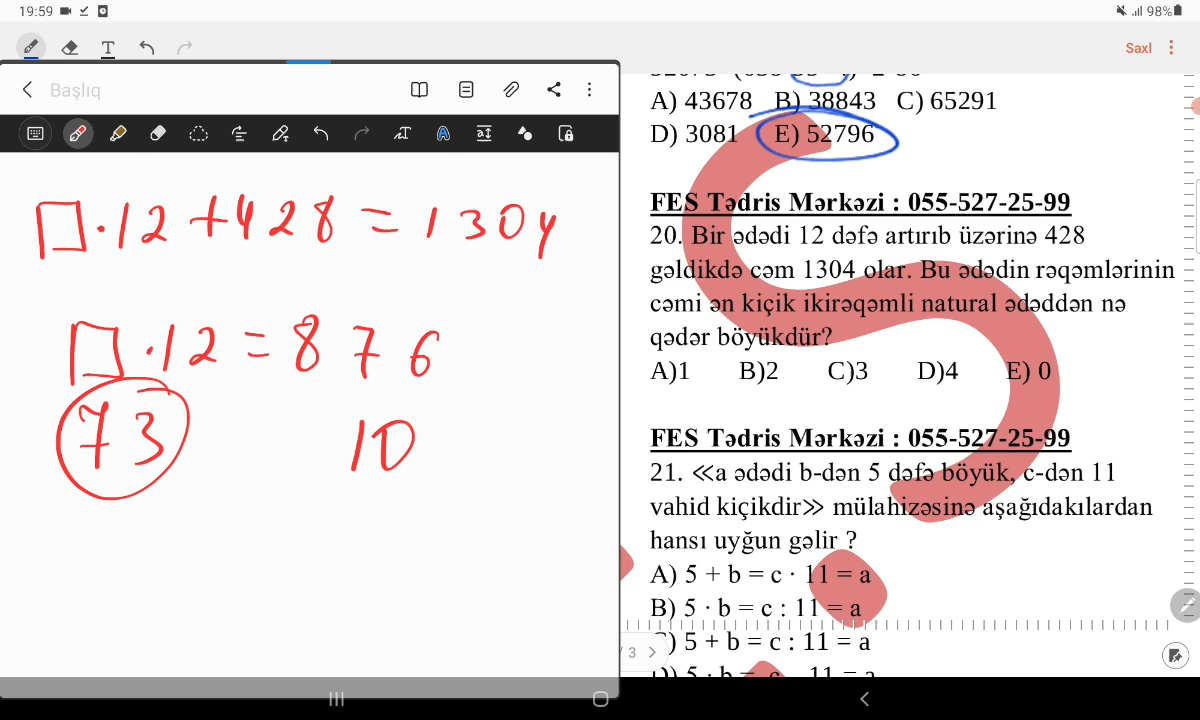 19:59
98%
Saxl
Başlıq
□·12+428=1304
□·12=876
73
10
A) 43678 B) 38843 C) 65291
D) 3081 E) 52796
FES Tədris Mərkəzi : 055-527-25-99
20. Bir ədədi 12 dəfə artırıb üzərinə 428
gəldikdə cəm 1304 olar. Bu ədədin rəqəmlərinin
cəmi ən kiçik ikirəqəmli natural ədəddən nə
qədər böyükdür?
A)1 B)2 C)3 D)4 E) 0
FES Tədris Mərkəzi : 055-527-25-99
21. ≪a ədədi b-dən 5 dəfə böyük, c-dən 11
vahid kiçikdir≫ mülahizəsinə aşağıdakılardan
hansı uyğun gəlir ?
A) 5 + b = c · 11 = a
B) 5 · b = c : 11 = a
C) 5 + b = c : 11 = a
/ 3